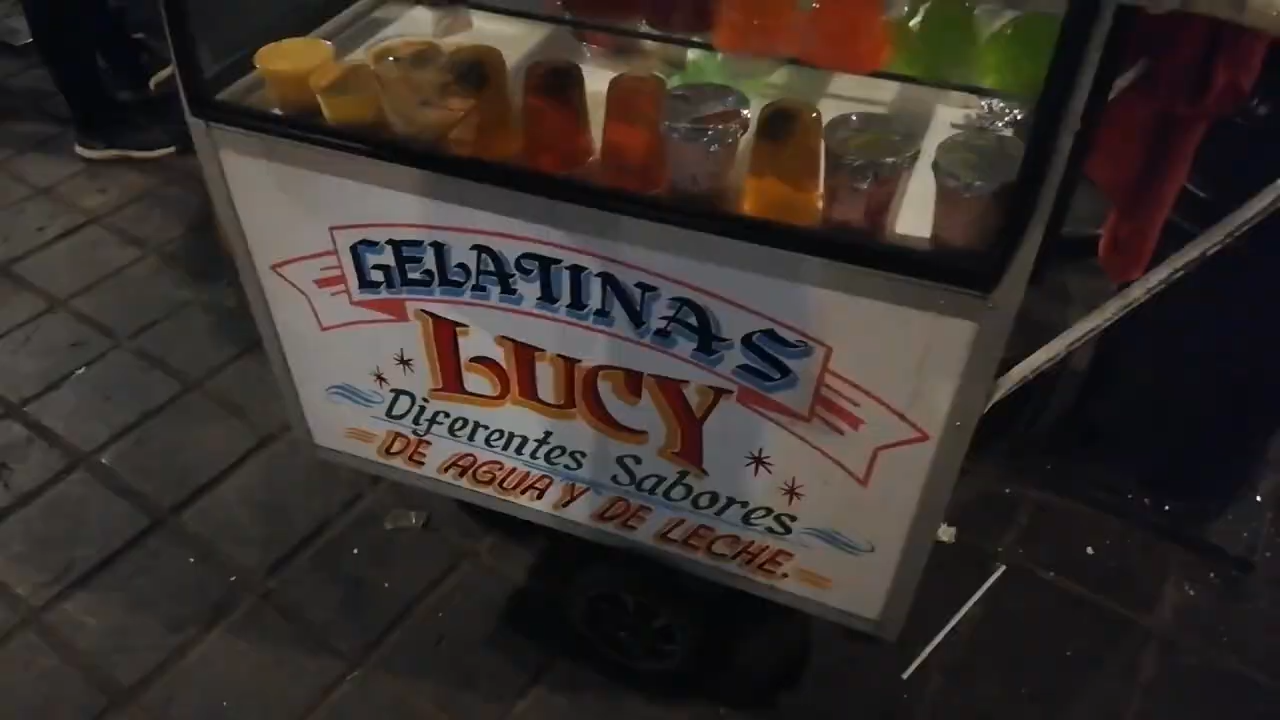 GELATINAS
LUCY
Diferentes Sabores
DE AGUA Y DE LECHE.